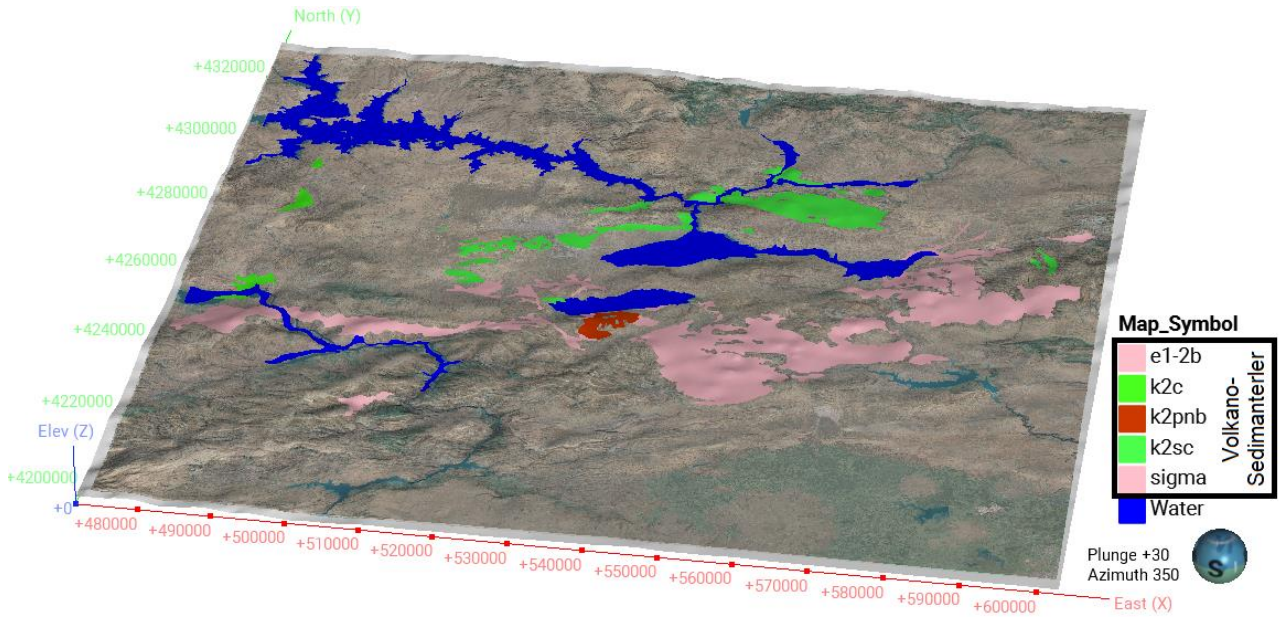 North (Y)
+4320000
+4300000
+4280000
+4260000
+4240000
+4220000
Elev (Z)
+4200000
+0
+480000
+490000
+500000
+510000
+520000
+530000
+540000
+550000
+560000
+570000
+580000
+590000
+600000
East (X)
Map_Symbol
e1-2b
k2c
k2pnb
k2sc
sigma
Water
Volkano-
Sedimanterler
Plunge +30
Azimuth 350
S